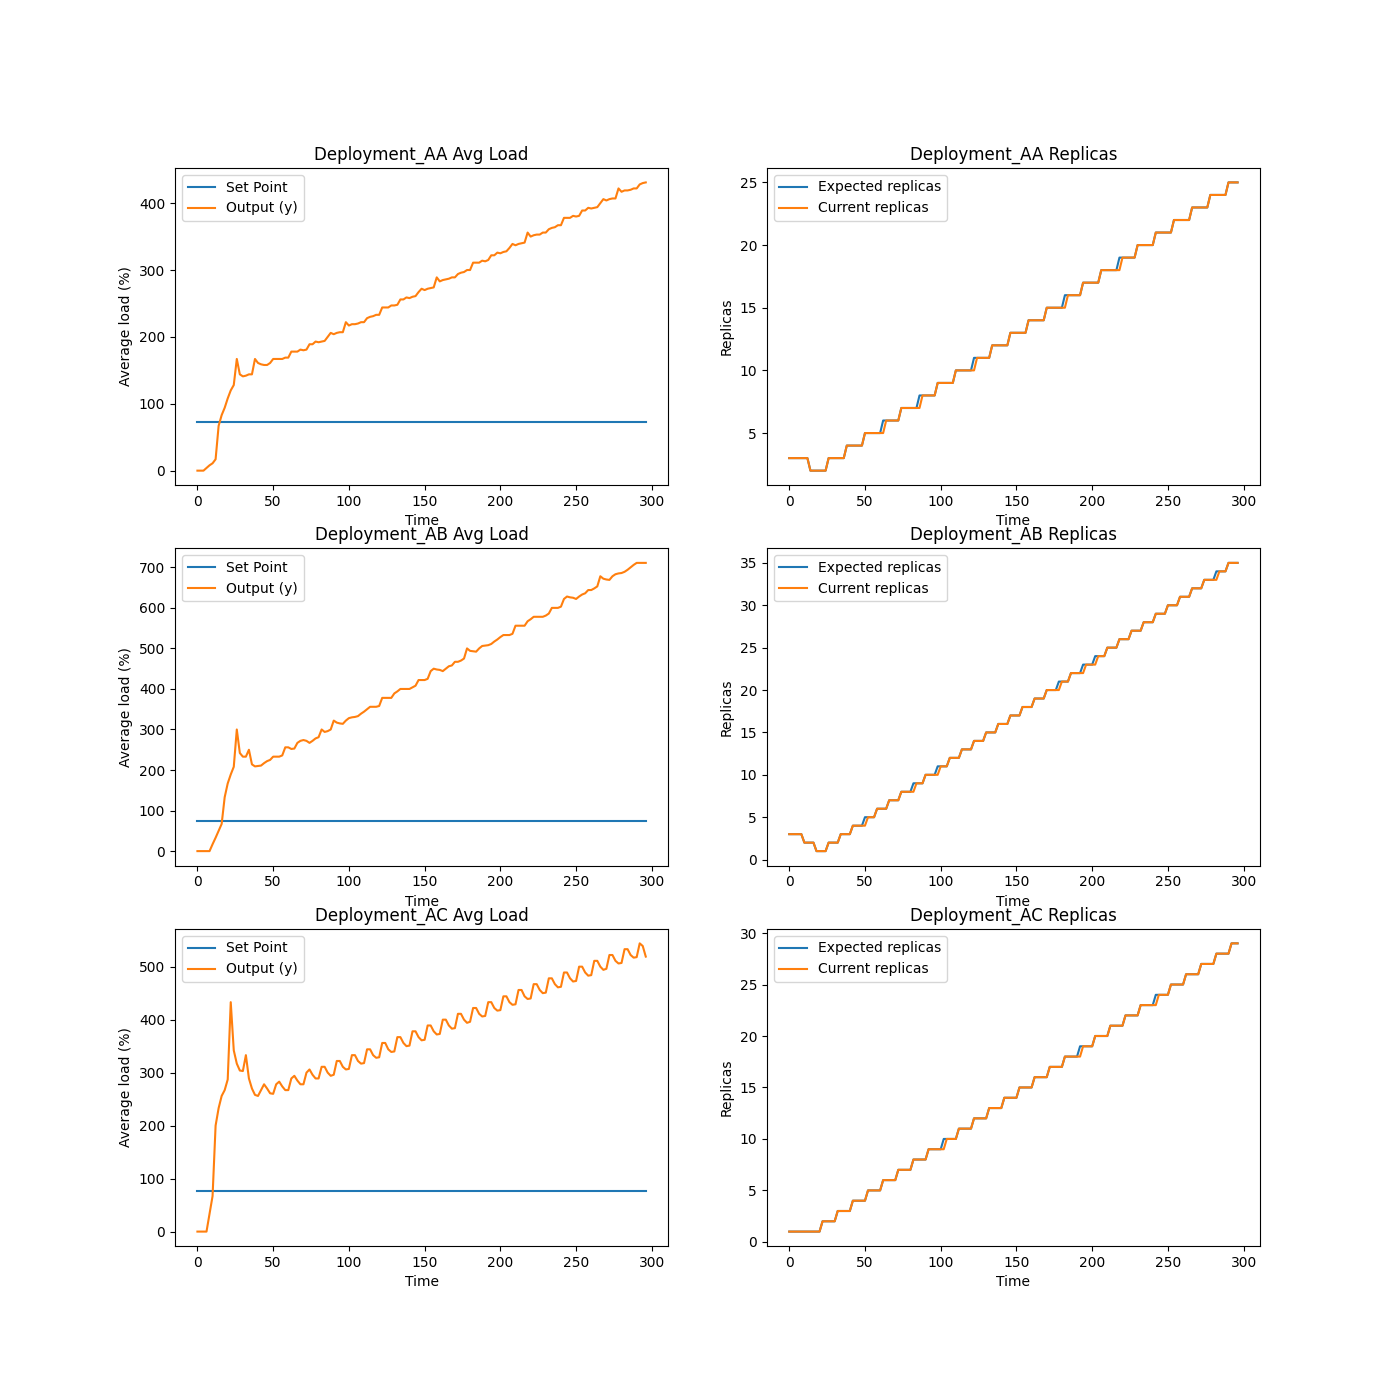 Deployment_AA Avg Load
Set Point
Output (y)
Average load (%)
400
300
200
100
0
0 50 100 150 200 250 300
Time
Deployment_AA Replicas
Expected replicas
Current replicas
Replicas
25
20
15
10
5
0 50 100 150 200 250 300
Time
Deployment_AB Avg Load
Set Point
Output (y)
Average load (%)
700
600
500
400
300
200
100
0
0 50 100 150 200 250 300
Time
Deployment_AB Replicas
Expected replicas
Current replicas
Replicas
35
30
25
20
15
10
5
0
0 50 100 150 200 250 300
Time
Deployment_AC Avg Load
Set Point
Output (y)
Average load (%)
500
400
300
200
100
0
0 50 100 150 200 250 300
Time
Deployment_AC Replicas
Expected replicas
Current replicas
Replicas
30
25
20
15
10
5
0
0 50 100 150 200 250 300
Time